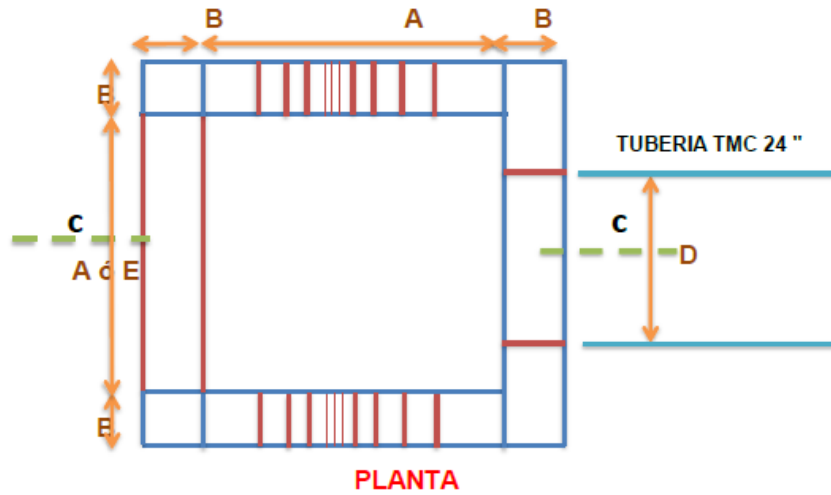 B A B
B
TUBERIA TMC 24 "
C C
A ó E D
B
PLANTA